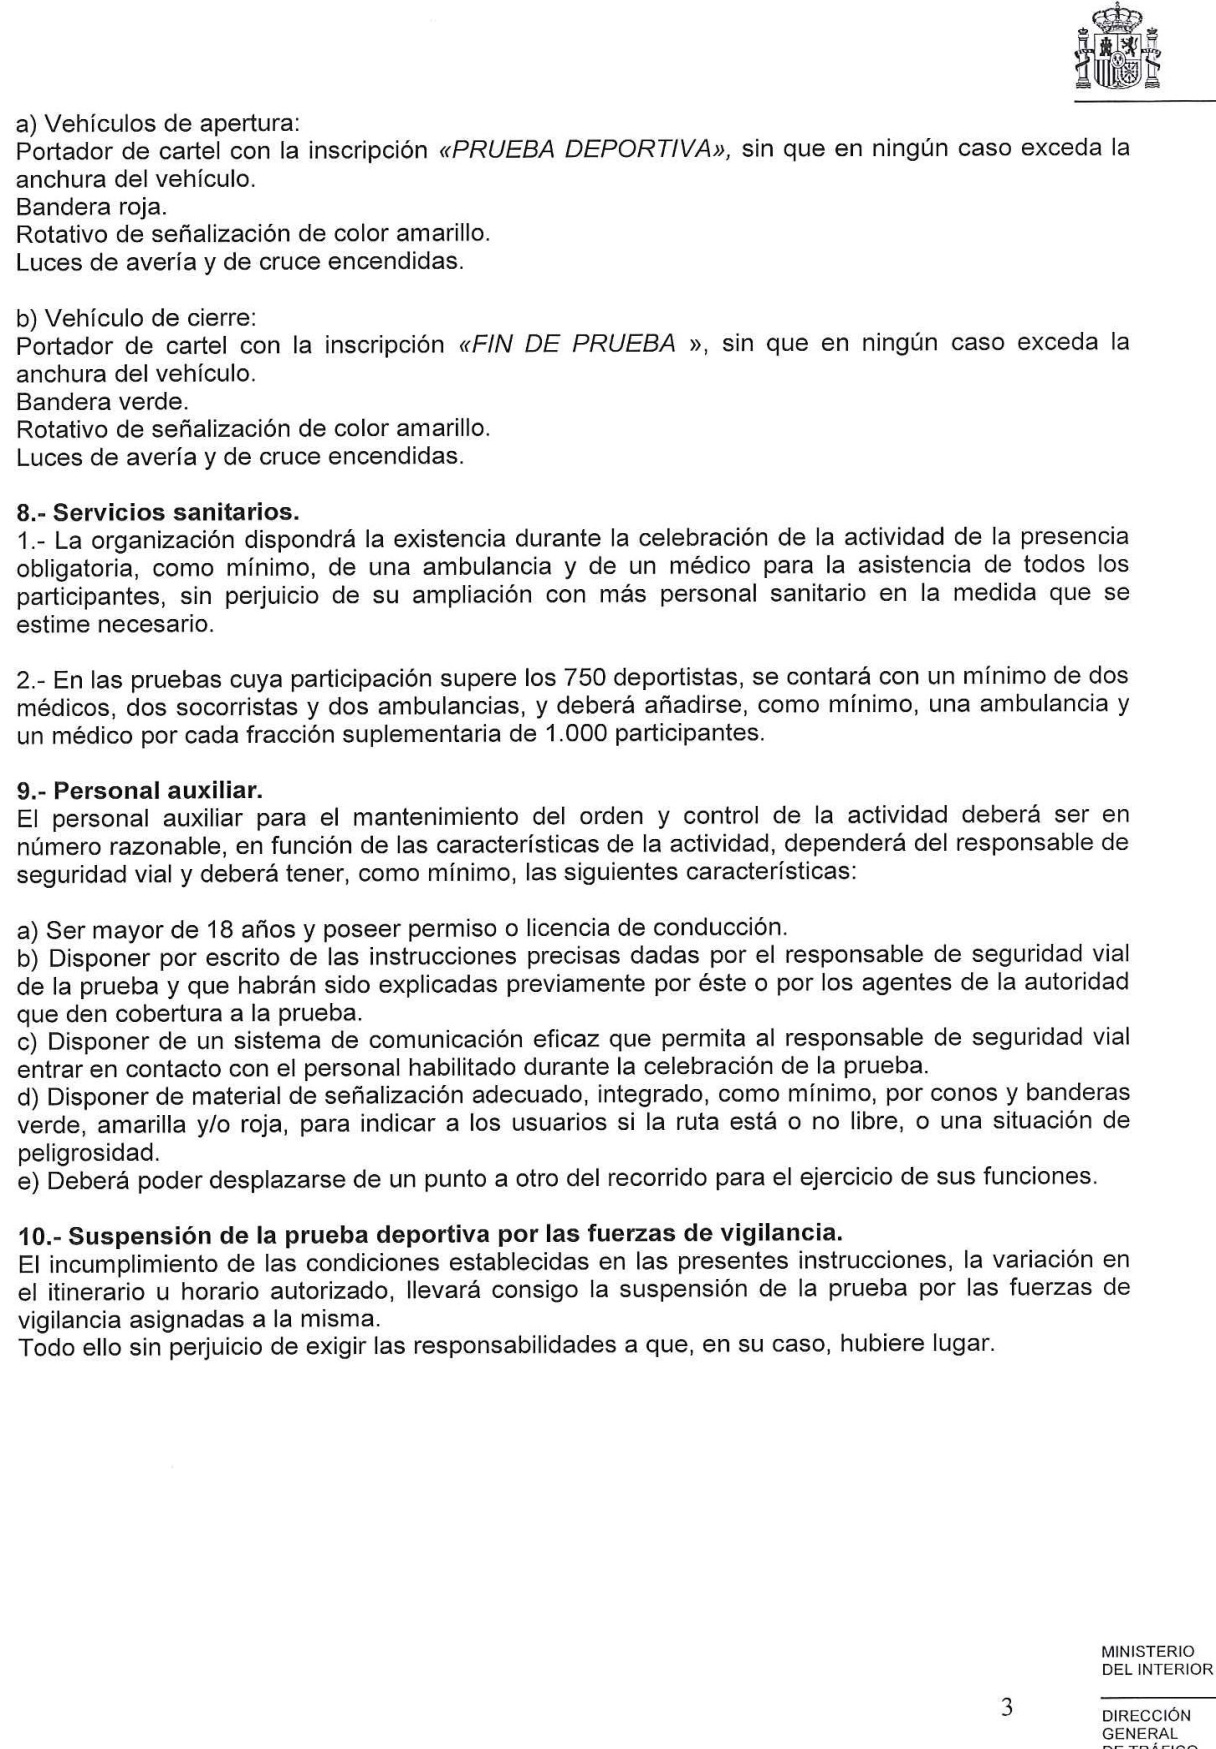 a) Vehículos de apertura:
Portador de cartel con la inscripción «PRUEBA DEPORTIVA», sin que en ningún caso exceda la
anchura del vehículo.
Bandera roja.
Rotativo de señalización de color amarillo.
Luces de avería y de cruce encendidas.
b) Vehículo de cierre:
Portador de cartel con la inscripción «FIN DE PRUEBA », sin que en ningún caso exceda la
anchura del vehículo.
Bandera verde.
Rotativo de señalización de color amarillo.
Luces de avería y de cruce encendidas.
8.- Servicios sanitarios.
1.- La organización dispondrá la existencia durante la celebración de la actividad de la presencia
obligatoria, como mínimo, de una ambulancia y de un médico para la asistencia de todos los
participantes, sin perjuicio de su ampliación con más personal sanitario en la medida que se
estime necesario.
2.- En las pruebas cuya participación supere los 750 deportistas, se contará con un mínimo de dos
médicos, dos socorristas y dos ambulancias, y deberá añadirse, como mínimo, una ambulancia y
un médico por cada fracción suplementaria de 1.000 participantes.
9.- Personal auxiliar.
El personal auxiliar para el mantenimiento del orden y control de la actividad deberá ser en
número razonable, en función de las características de la actividad, dependerá del responsable de
seguridad vial y deberá tener, como mínimo, las siguientes características:
a) Ser mayor de 18 años y poseer permiso o licencia de conducción.
b) Disponer por escrito de las instrucciones precisas dadas por el responsable de seguridad vial
de la prueba y que habrán sido explicadas previamente por éste o por los agentes de la autoridad
que den cobertura a la prueba.
c) Disponer de un sistema de comunicación eficaz que permita al responsable de seguridad vial
entrar en contacto con el personal habilitado durante la celebración de la prueba.
d) Disponer de material de señalización adecuado, integrado, como mínimo, por conos y banderas
verde, amarilla y/o roja, para indicar a los usuarios si la ruta está o no libre, o una situación de
peligrosidad.
e) Deberá poder desplazarse de un punto a otro del recorrido para el ejercicio de sus funciones.
10.- Suspensión de la prueba deportiva por las fuerzas de vigilancia.
El incumplimiento de las condiciones establecidas en las presentes instrucciones, la variación en
el itinerario u horario autorizado, llevará consigo la suspensión de la prueba por las fuerzas de
vigilancia asignadas a la misma.
Todo ello sin perjuicio de exigir las responsabilidades a que, en su caso, hubiere lugar.
MINISTERIO
DEL INTERIOR
3
DIRECCIÓN
GENERAL
DE TRÁFICO